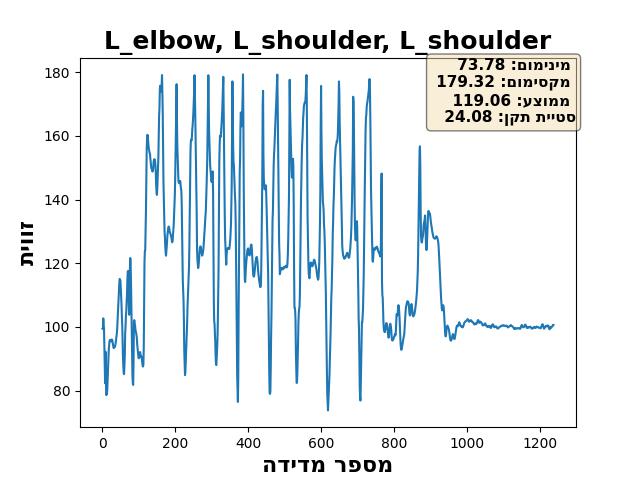 L_elbow, L_shoulder, L_shoulder
מינימום: 73.78
מקסימום: 179.32
ממוצע: 119.06
סטיית תקן: 24.08
זווית
180
160
140
120
100
80
0 200 400 600 800 1000 1200
מספר מדידה